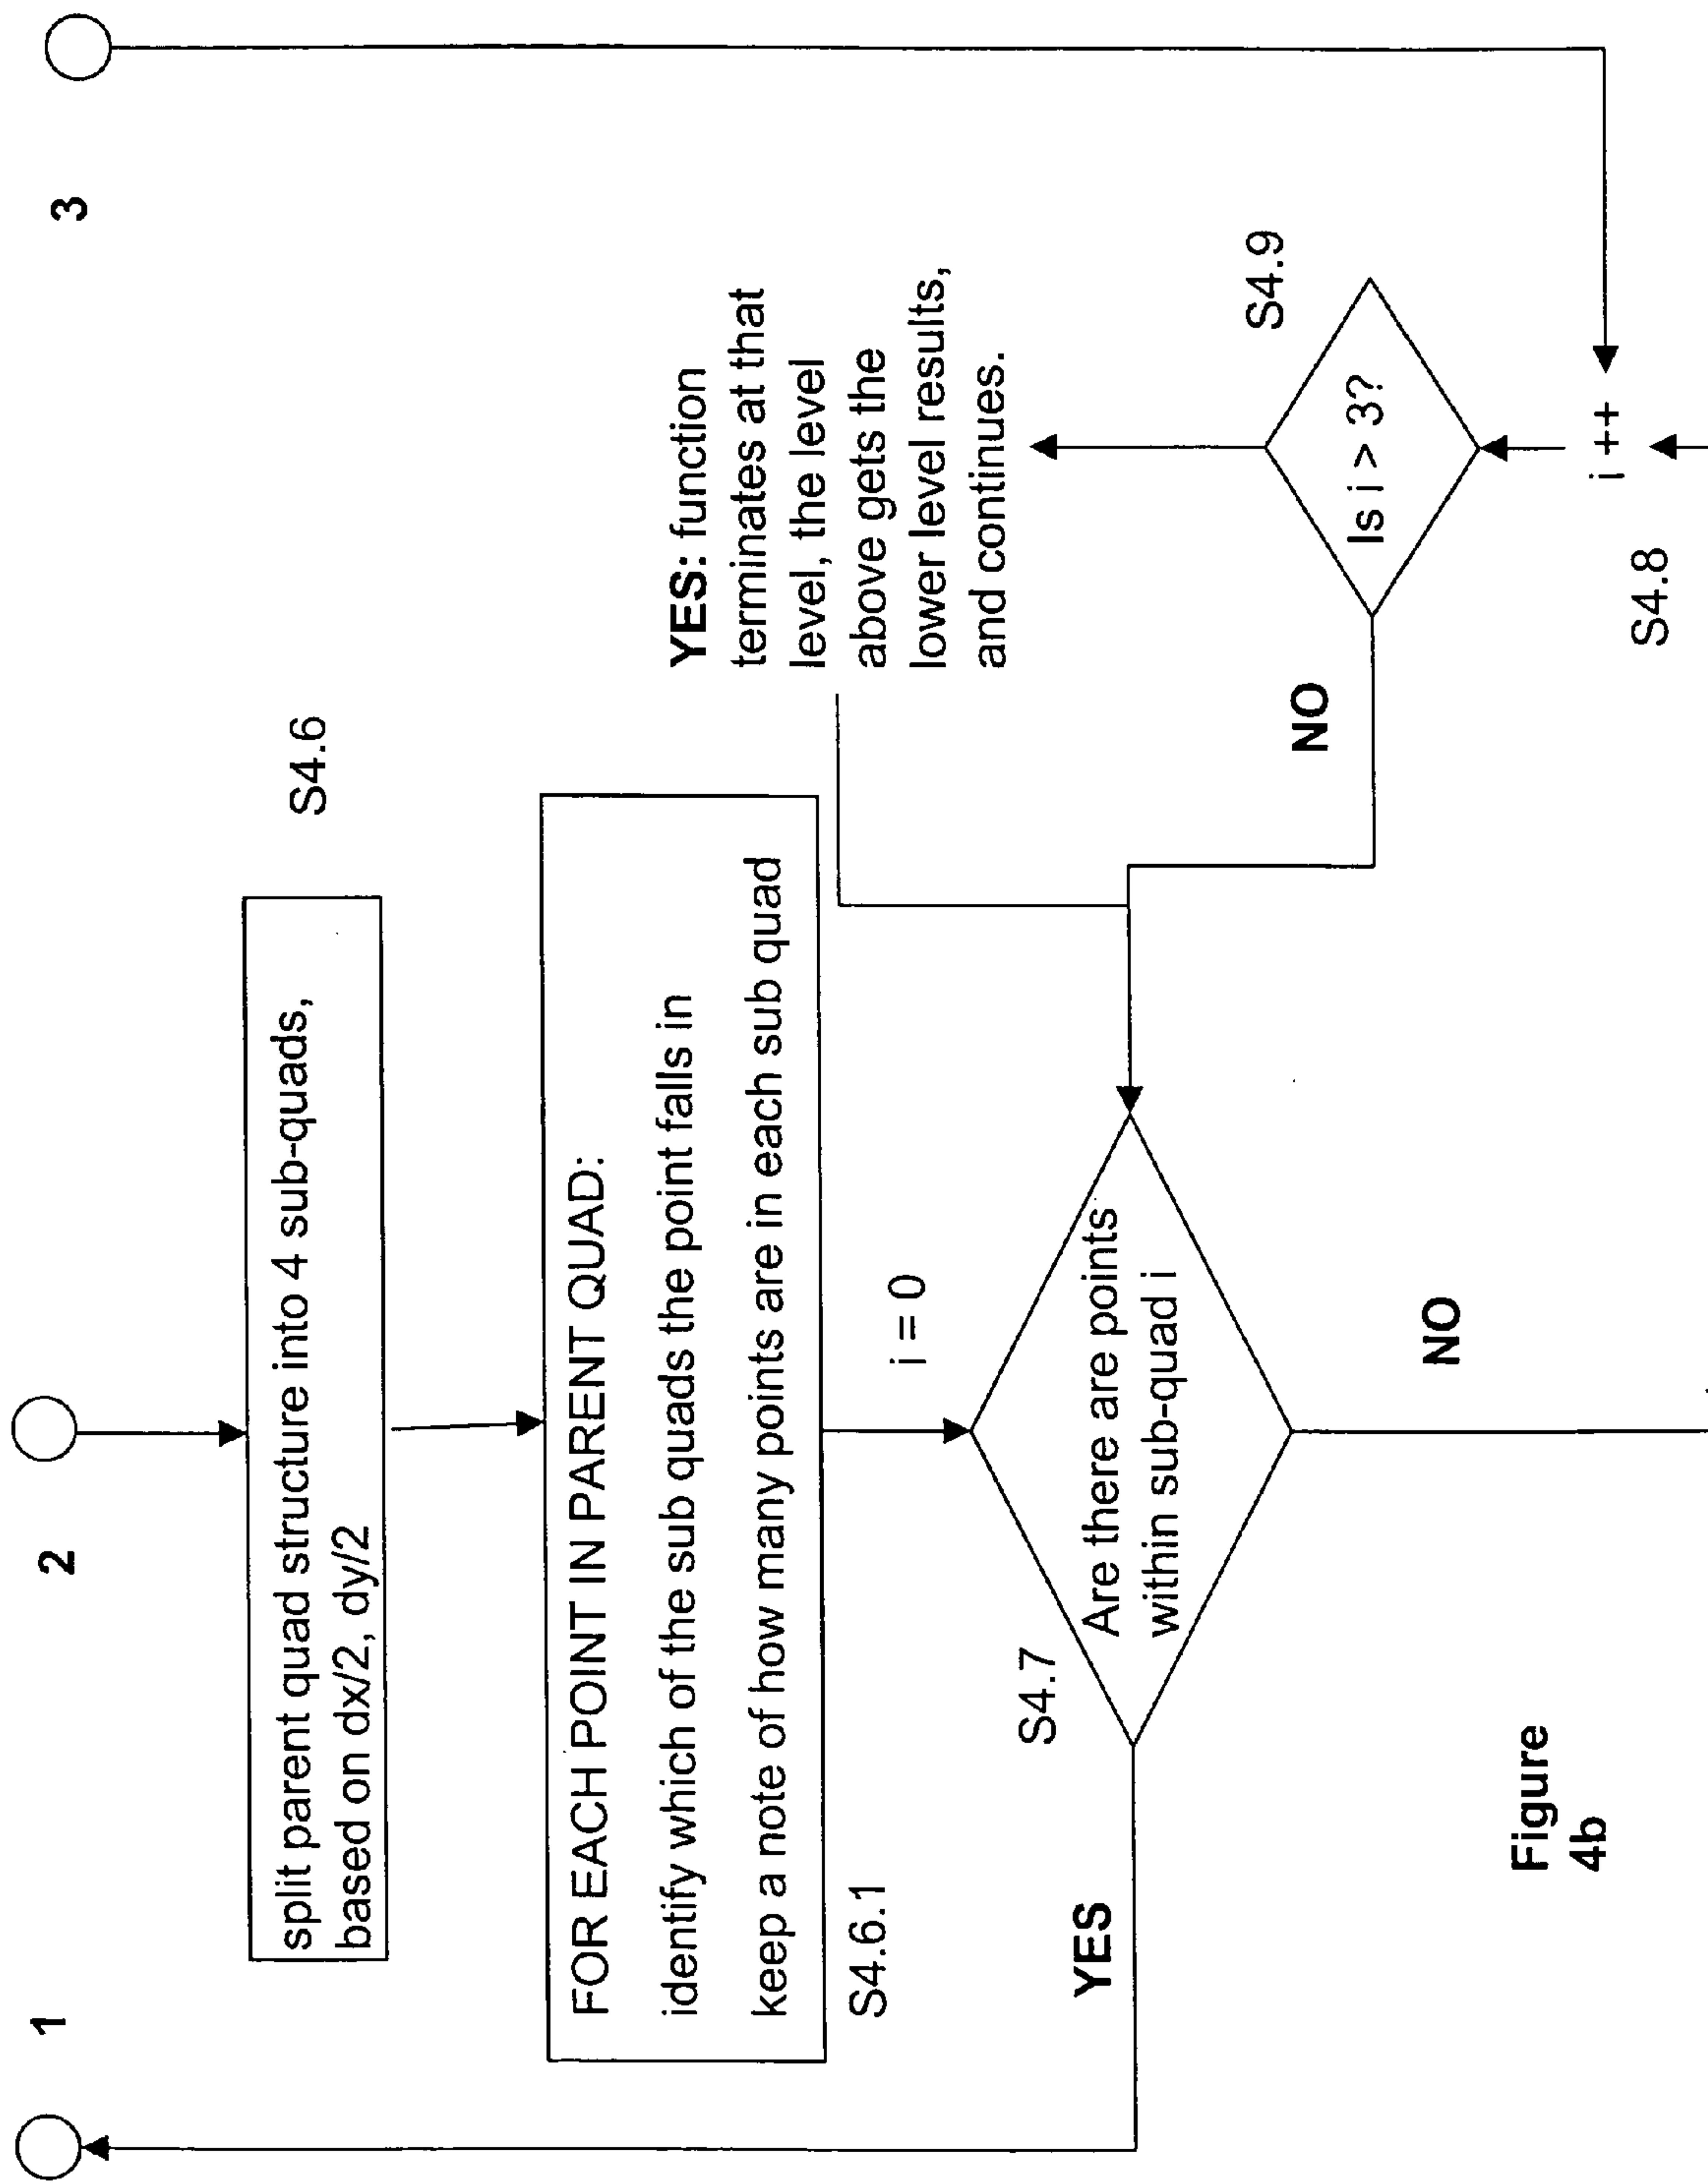 1
2
3
split parent quad structure into 4 sub-quads,
based on dx/2, dy/2
S4.6
FOR EACH POINT IN PARENT QUAD:
identify which of the sub quads the point falls in
keep a note of how many points are in each sub quad
S4.6.1
i = 0
YES: function
terminates at that
level, the level
above gets the
lower level results,
and continues.
S4.7
Are there are points
within sub-quad i
YES
NO
NO
Is i > 3?
S4.9
i ++
S4.8
Figure
4b